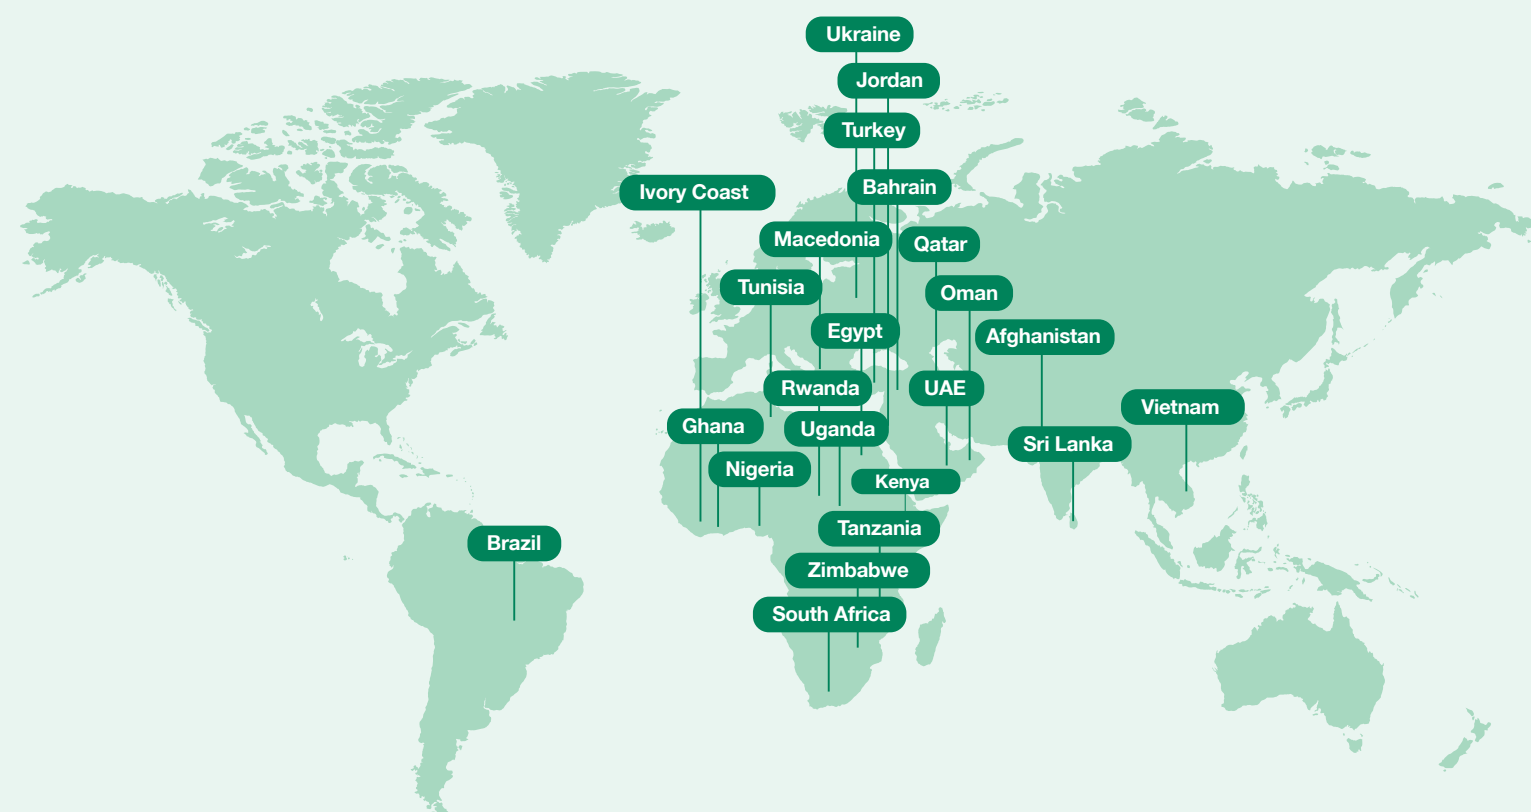 Ukraine
Jordan
Turkey
Bahrain
Ivory Coast
Macedonia
Qatar
Tunisia
Oman
Egypt
Afghanistan
Rwanda
UAE
Vietnam
Ghana
Uganda
Sri Lanka
Nigeria
Kenya
Tanzania
Brazil
Zimbabwe
South Africa